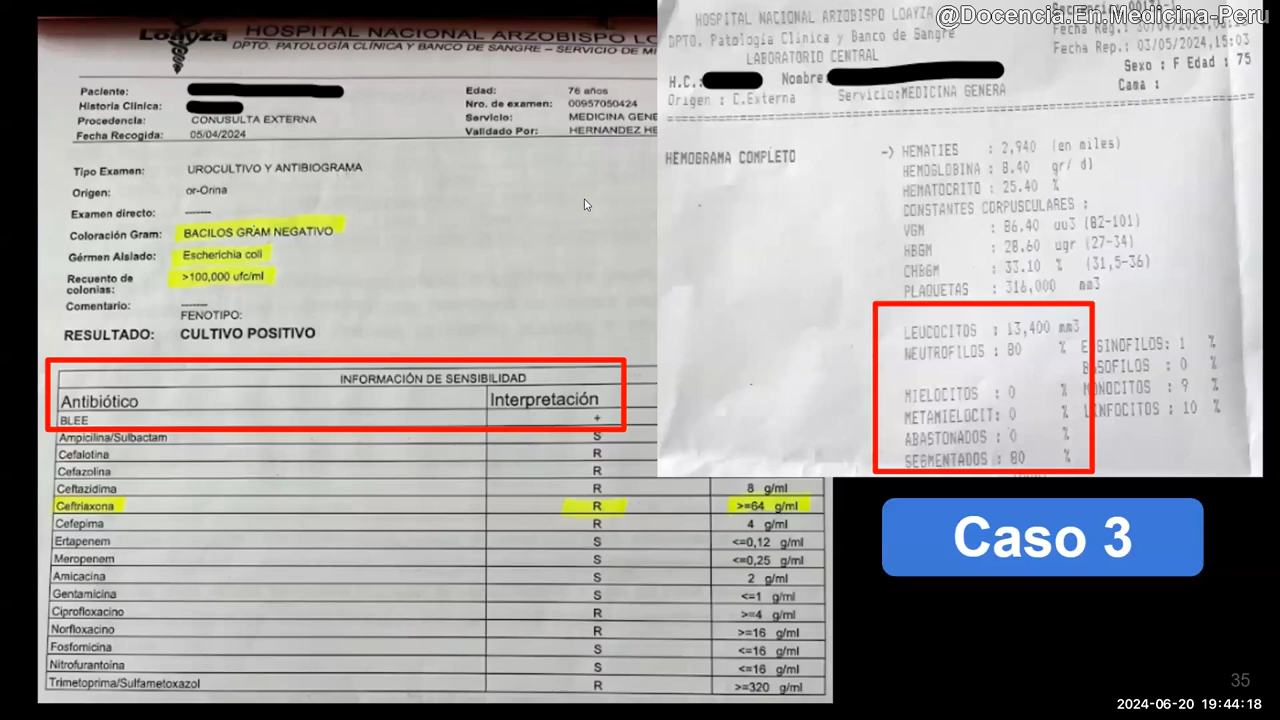 Loayza HOSPITAL NACIONAL ARZOBISPO LO
DPTO. PATOLOGÍA CLÍNICA Y BANCO DE SANGRE – SERVICIO DE MI
Paciente:
Edad: 76 años
Historia Clínica:
Nro. de examen: 00957050424
Procedencia: CONUSULTA EXTERNA
Servicio: MEDICINA GENE
Fecha Recogida: 05/04/2024
Validado Por: HERNANDEZ HE
Tipo Examen: UROCULTIVO Y ANTIBIOGRAMA
Origen: or-Orina
Examen directo: -------
Coloración Gram: BACILOS GRAM NEGATIVO
Gérmen Aislado: Escherichia coli
Recuento de colonias: >100,000 ufc/ml
Comentario: -------
FENOTIPO:
RESULTADO: CULTIVO POSITIVO
INFORMACIÓN DE SENSIBILIDAD
Antibiótico Interpretación
BLEE +
Ampicilina/Sulbactam S
Cefalotina R
Cefazolina R
Ceftazidima R 8 g/ml
Ceftriaxona R >=64 g/ml
Cefepima R 4 g/ml
Ertapenem S <=0,12 g/ml
Meropenem S <=0,25 g/ml
Amicacina S 2 g/ml
Gentamicina S <=1 g/ml
Ciprofloxacino R >=4 g/ml
Norfloxacino R >=16 g/ml
Fosfomicina S <=16 g/ml
Nitrofurantoína S <=16 g/ml
Trimetoprima/Sulfametoxazol R >=320 g/ml
@Docencia.En.Medicina-Peru
HOSPITAL NACIONAL ARZOBISPO LOAYZA
DPTO. Patología Clínica y Banco de Sangre
Fecha Reg.:
LABORATORIO CENTRAL
Fecha Rep.: 03/05/2024,15:03
Sexo : F Edad : 75
H.C.: Nombre:
Cama :
Origen : C.Externa Servicio:MEDICINA GENERA
HEMOGRAMA COMPLETO
-> HEMATIES : 2,940 (en miles)
HEMOGLOBINA : 8.40 gr/ dl
HEMATOCRITO : 25.40 %
CONSTANTES CORPUSCULARES :
VGM : 86.40 uu3 (82-101)
HBGM : 28.60 ugr (27-34)
CHBGM : 33.10 % (31,5-36)
PLAQUETAS : 316,000 mm3
LEUCOCITOS : 13,400 mm3
NEUTROFILOS : 80 % EOSINOFILOS: 1 %
BASOFILOS : 0 %
MIELOCITOS : 0 % MONOCITOS : 9 %
METAMIELOCIT: 0 % LINFOCITOS : 10 %
ABASTONADOS : 0 %
SEGMENTADOS : 80 %
Caso 3
35
2024-06-20 19:44:18